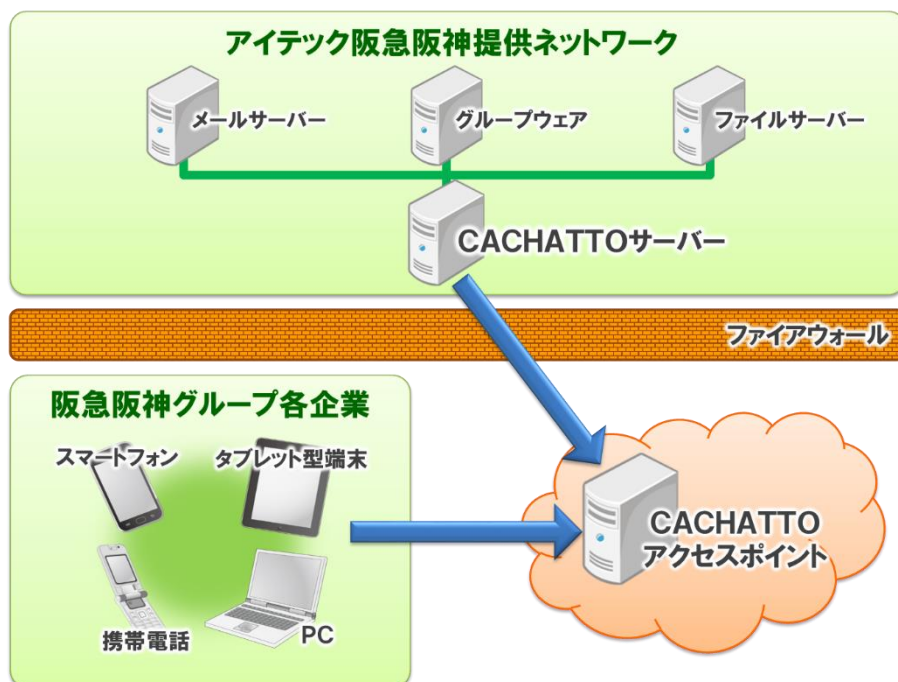 アイテック阪急阪神提供ネットワーク
メールサーバー
グループウェア
ファイルサーバー
CACHATTOサーバー
ファイアウォール
阪急阪神グループ各企業
スマートフォン
タブレット型端末
携帯電話
PC
CACHATTO
アクセスポイント